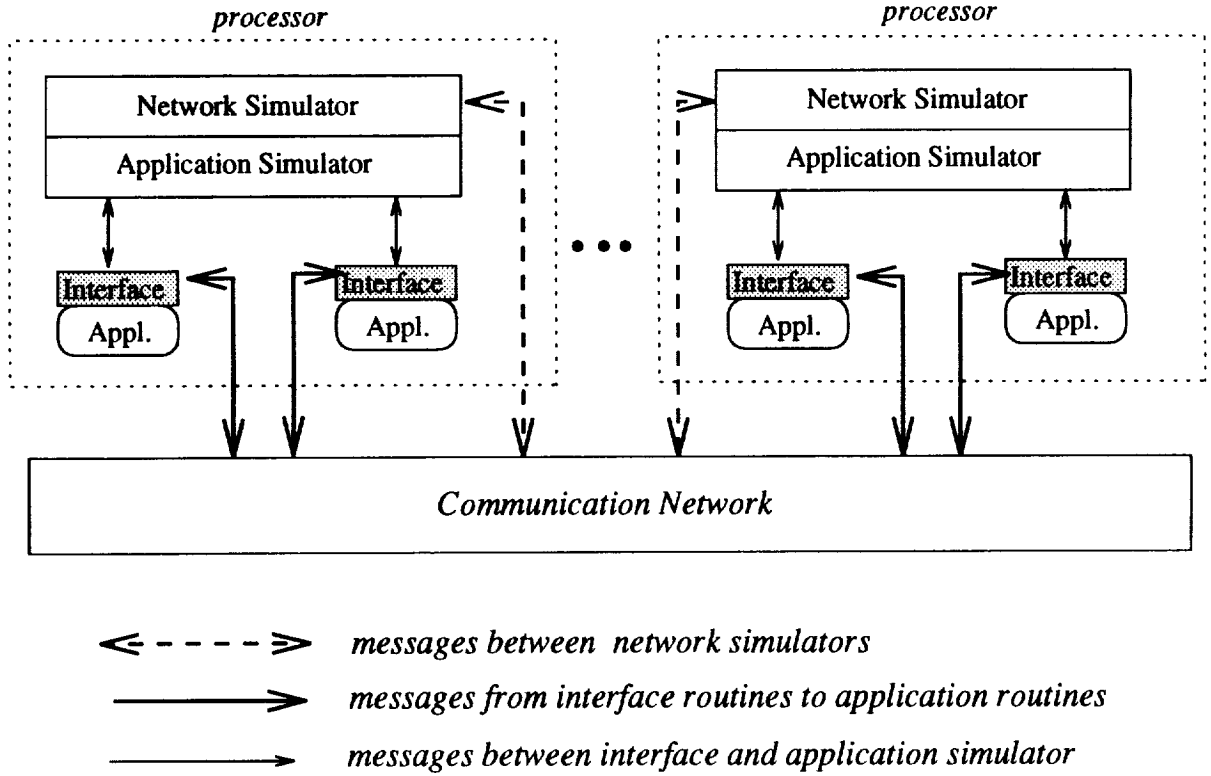 processor
processor
Network Simulator
Application Simulator
Network Simulator
Application Simulator
Interface
Appl.
Interface
Appl.
Interface
Appl.
Interface
Appl.
Communication Network
messages between network simulators
messages from interface routines to application routines
messages between interface and application simulator